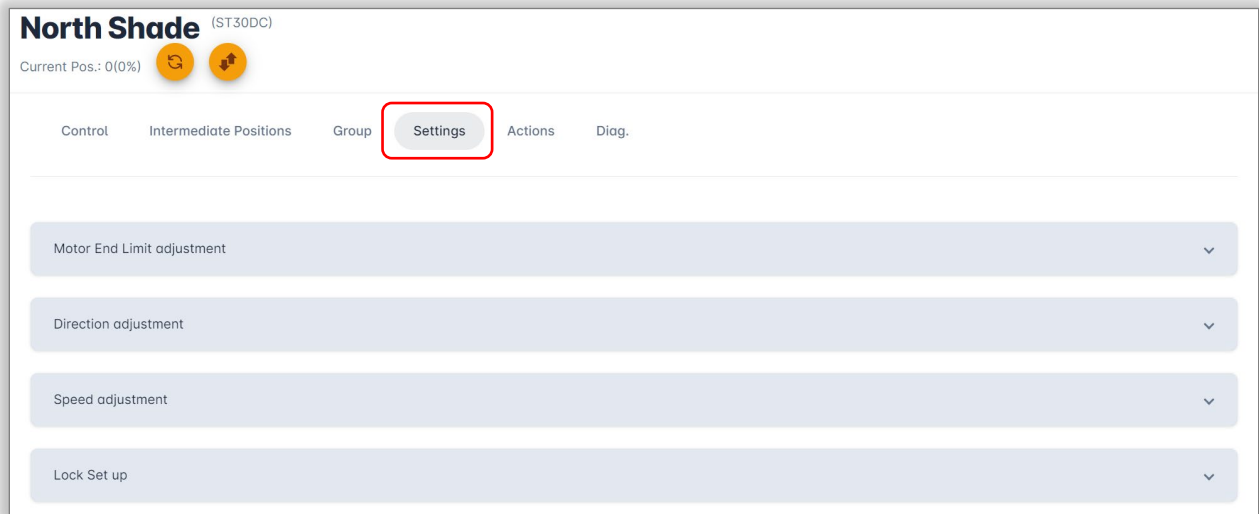 North Shade (ST30DC)
Current Pos.: 0(0%)
Control Intermediate Positions Group Settings Actions Diag.
Motor End Limit adjustment
Direction adjustment
Speed adjustment
Lock Set up